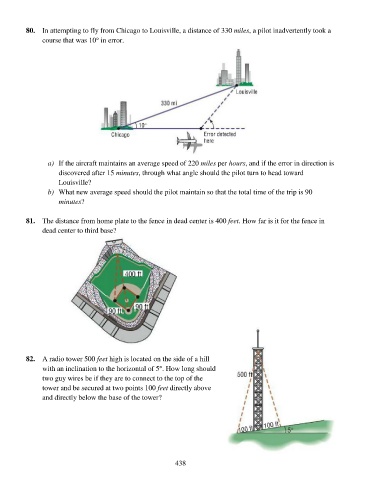 80. In attempting to fly from Chicago to Louisville, a distance of 330 miles, a pilot inadvertently took a
course that was 10° in error.
Louisville
330 mi
10°
Chicago
Error detected
here
a) If the aircraft maintains an average speed of 220 miles per hours, and if the error in direction is
discovered after 15 minutes, through what angle should the pilot turn to head toward
Louisville?
b) What new average speed should the pilot maintain so that the total time of the trip is 90
minutes?
81. The distance from home plate to the fence in dead center is 400 feet. How far is it for the fence in
dead center to third base?
400 ft
90 ft
90 ft
82. A radio tower 500 feet high is located on the side of a hill
with an inclination to the horizontal of 5°. How long should
two guy wires be if they are to connect to the top of the
tower and be secured at two points 100 feet directly above
and directly below the base of the tower?
500 ft
100 ft
100 ft
5°
438